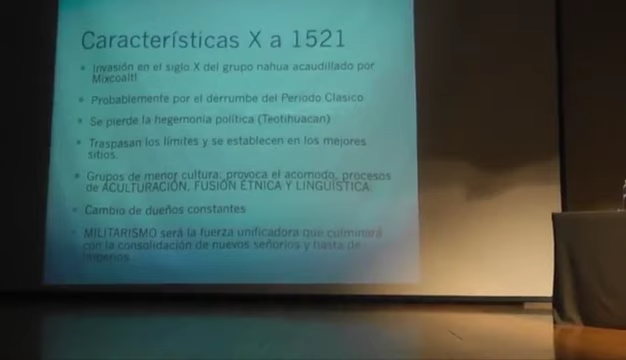 Características X a 1521
Invasión en el siglo X del grupo nahua acaudillado por
Mixcoaltl
Probablemente por el derrumbe del Periodo Clasico
Se pierde la hegemonía política (Teotihuacan)
Traspasan los límites y se establecen en los mejores
sitios.
Grupos de menor cultura: provoca el acomodo, procesos
de ACULTURACIÓN, FUSIÓN ÉTNICA Y LINGUISTICA.
Cambio de dueños constantes
MILITARISMO será la fuerza unificadora que culminará
con la consolidación de nuevos señoríos y hasta de
imperios